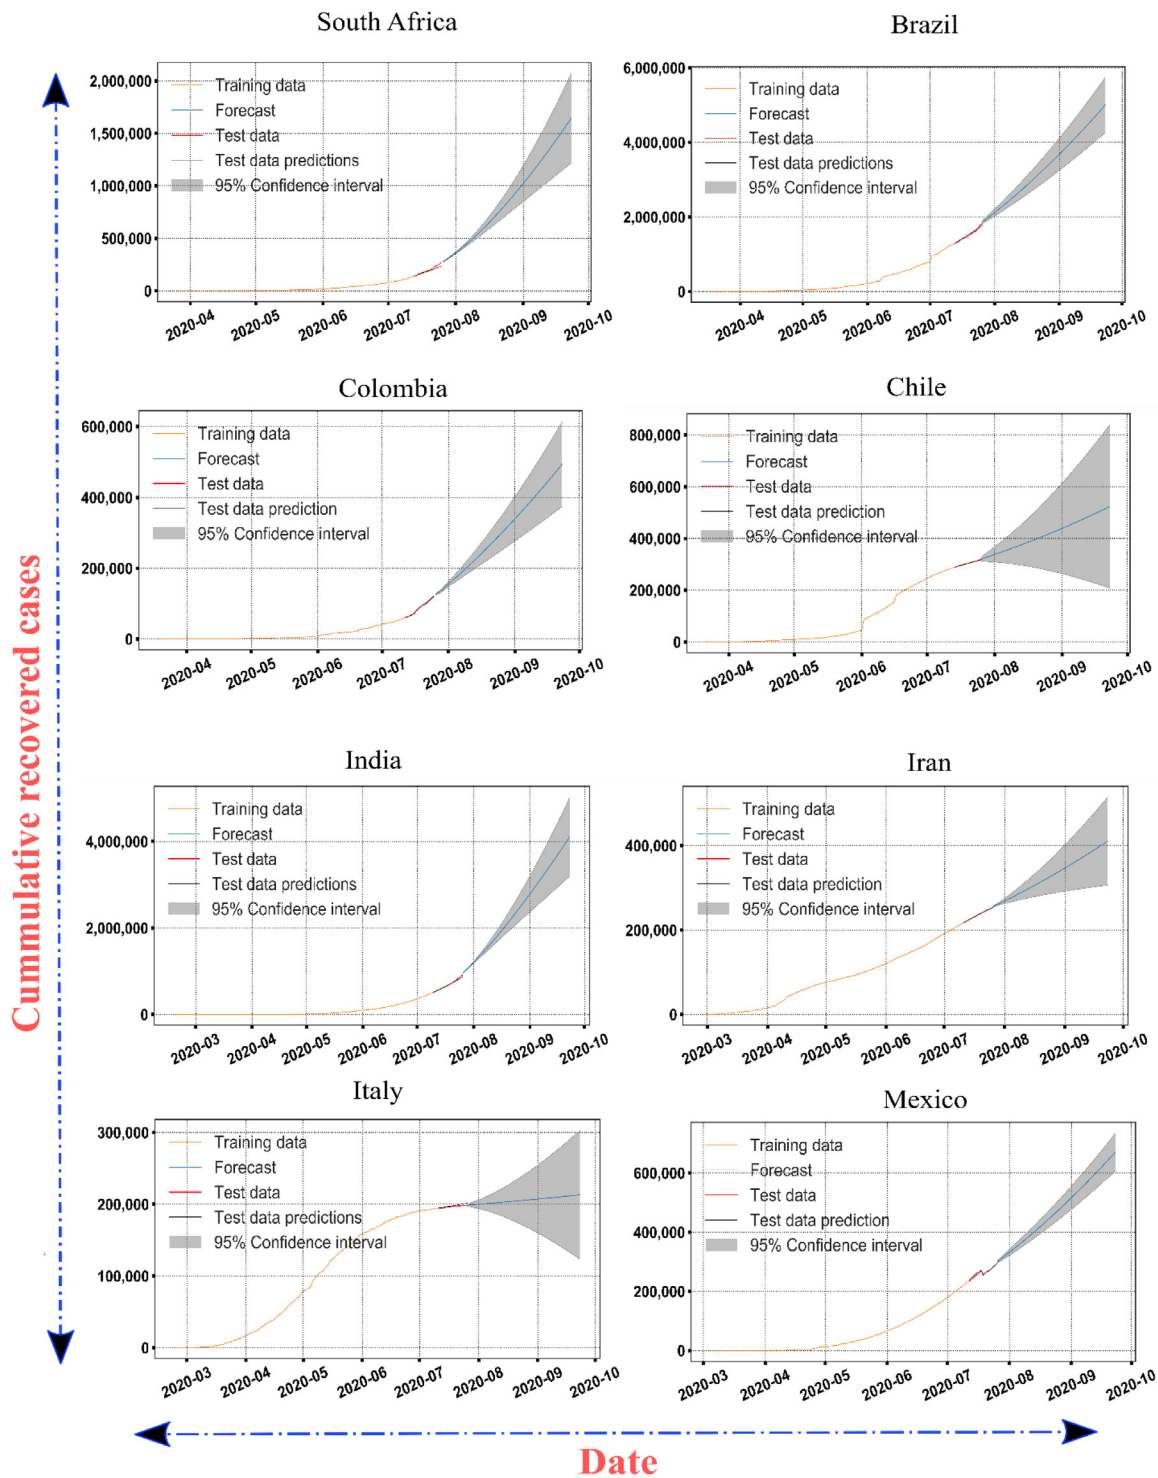 South Africa
2,000,000
1,500,000
1,000,000
500,000
0
Training data
Forecast
Test data
Test data predictions
95% Confidence interval
2020-04
2020-05
2020-06
2020-07
2020-08
2020-09
2020-10
Brazil
6,000,000
4,000,000
2,000,000
0
Training data
Forecast
Test data
Test data predictions
95% Confidence interval
2020-04
2020-05
2020-06
2020-07
2020-08
2020-09
2020-10
Colombia
600,000
400,000
200,000
0
Training data
Forecast
Test data
Test data prediction
95% Confidence interval
2020-04
2020-05
2020-06
2020-07
2020-08
2020-09
2020-10
Chile
800,000
600,000
400,000
200,000
0
Training data
Forecast
Test data
Test data prediction
95% Confidence interval
2020-04
2020-05
2020-06
2020-07
2020-08
2020-09
2020-10
Cummulative recovered cases
India
4,000,000
2,000,000
0
Training data
Forecast
Test data
Test data predictions
95% Confidence interval
2020-03
2020-04
2020-05
2020-06
2020-07
2020-08
2020-09
2020-10
Iran
400,000
200,000
0
Training data
Forecast
Test data
Test data prediction
95% Confidence interval
2020-03
2020-04
2020-05
2020-06
2020-07
2020-08
2020-09
2020-10
Italy
300,000
200,000
100,000
0
Training data
Forecast
Test data
Test data predictions
95% Confidence interval
2020-03
2020-04
2020-05
2020-06
2020-07
2020-08
2020-09
2020-10
Mexico
600,000
400,000
200,000
0
Training data
Forecast
Test data
Test data prediction
95% Confidence interval
2020-03
2020-04
2020-05
2020-06
2020-07
2020-08
2020-09
2020-10
Date